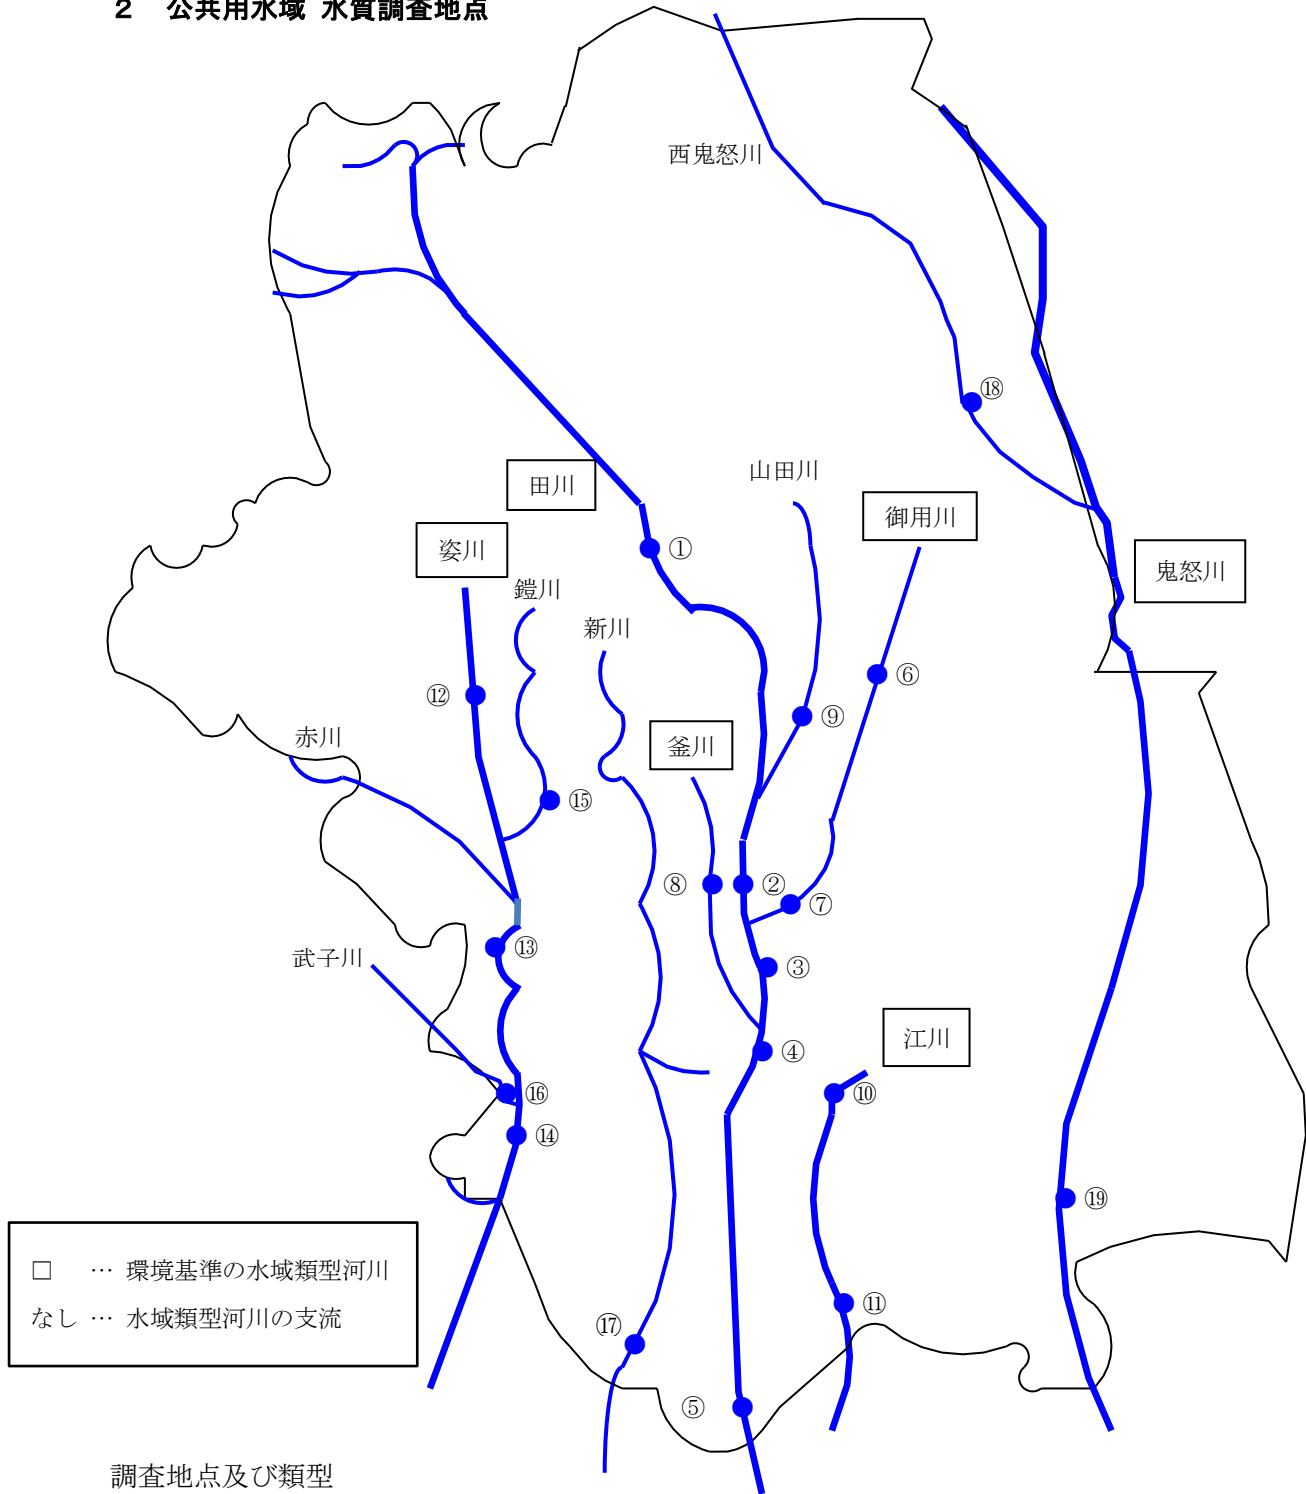 2 公共用水域 水質調査地点
西鬼怒川
⑱
田川
山田川
御用川
①
姿川
鬼怒川
鎧川
新川
⑥
⑫
⑨
赤川
釜川
⑮
⑧
②
⑦
⑬
武子川
③
江川
④
⑯
⑩
⑭
⑲
□ … 環境基準の水域類型河川
なし … 水域類型河川の支流
⑪
⑰
⑤
調査地点及び類型